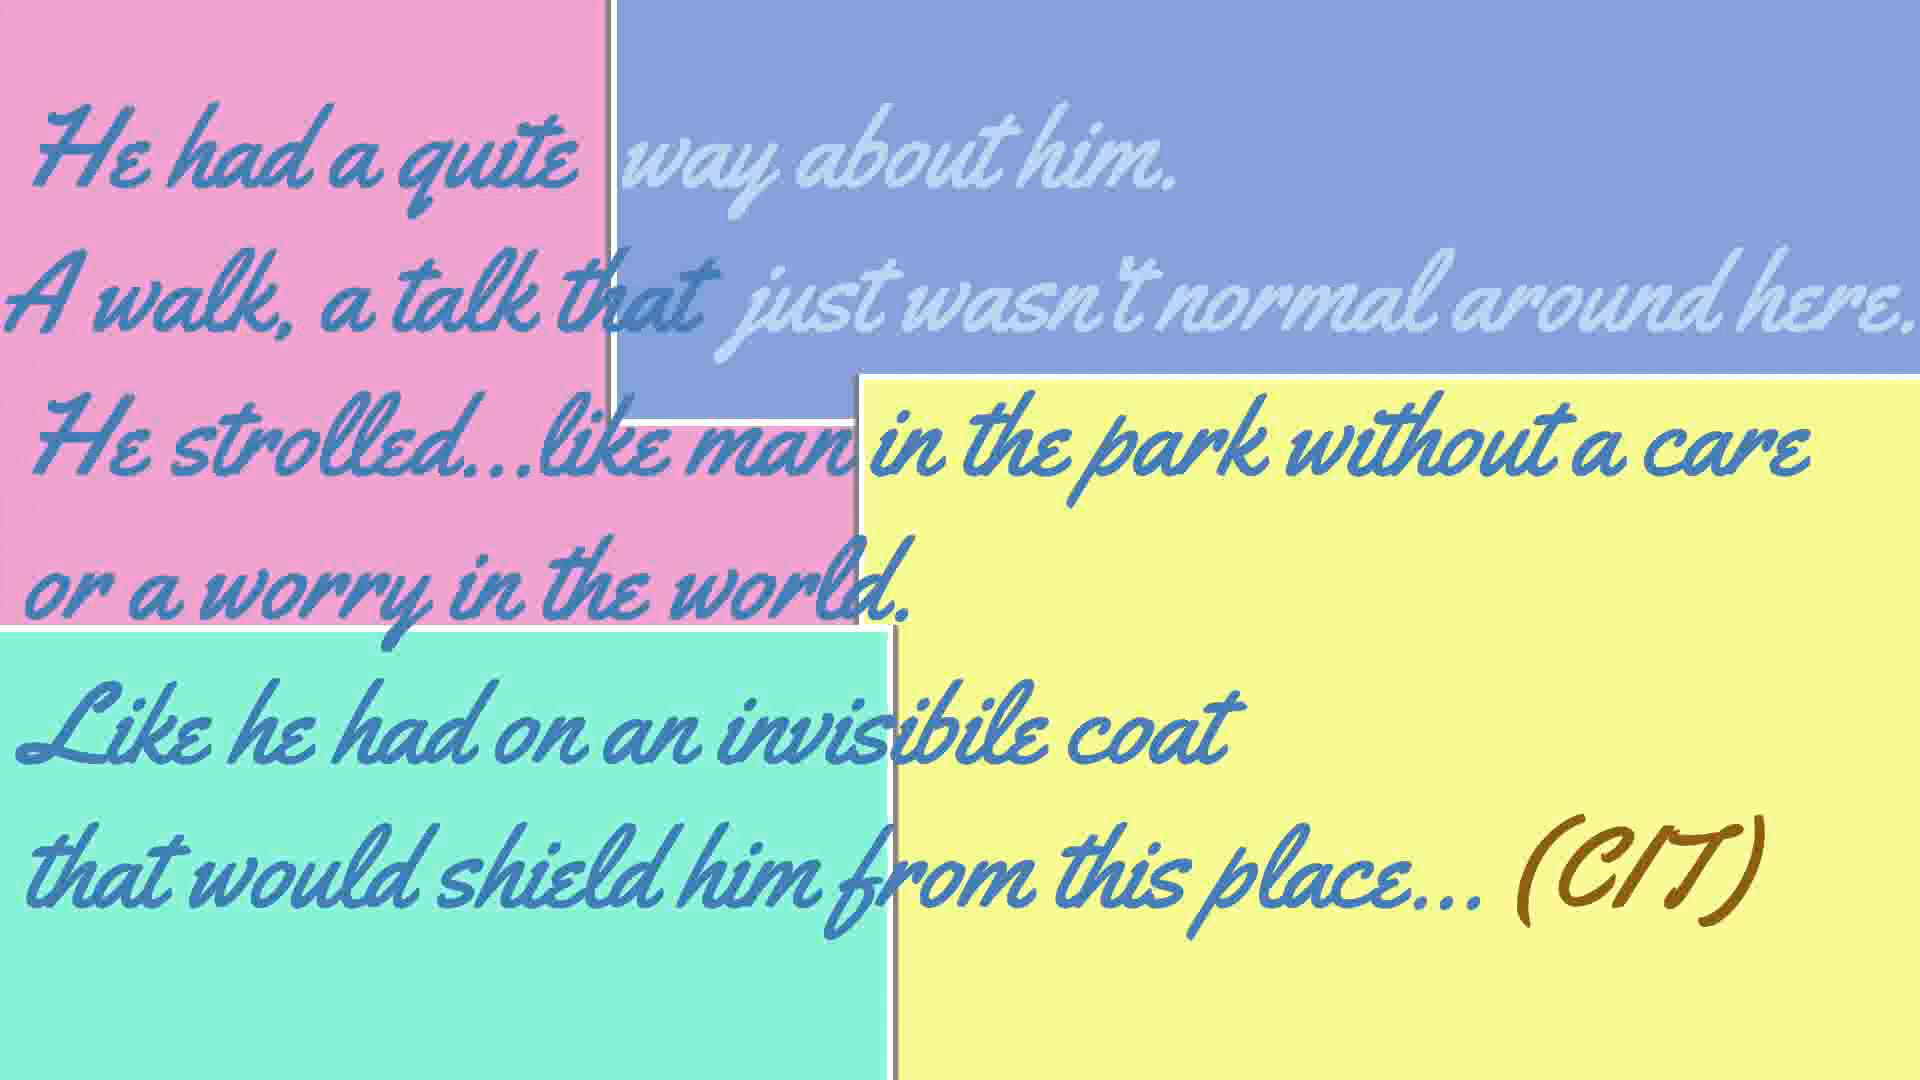 He had a quite way about him.
A walk, a talk that just wasn't normal around here.
He strolled...like man in the park without a care
or a worry in the world.
Like he had on an invisibile coat
that would shield him from this place... (CIT)